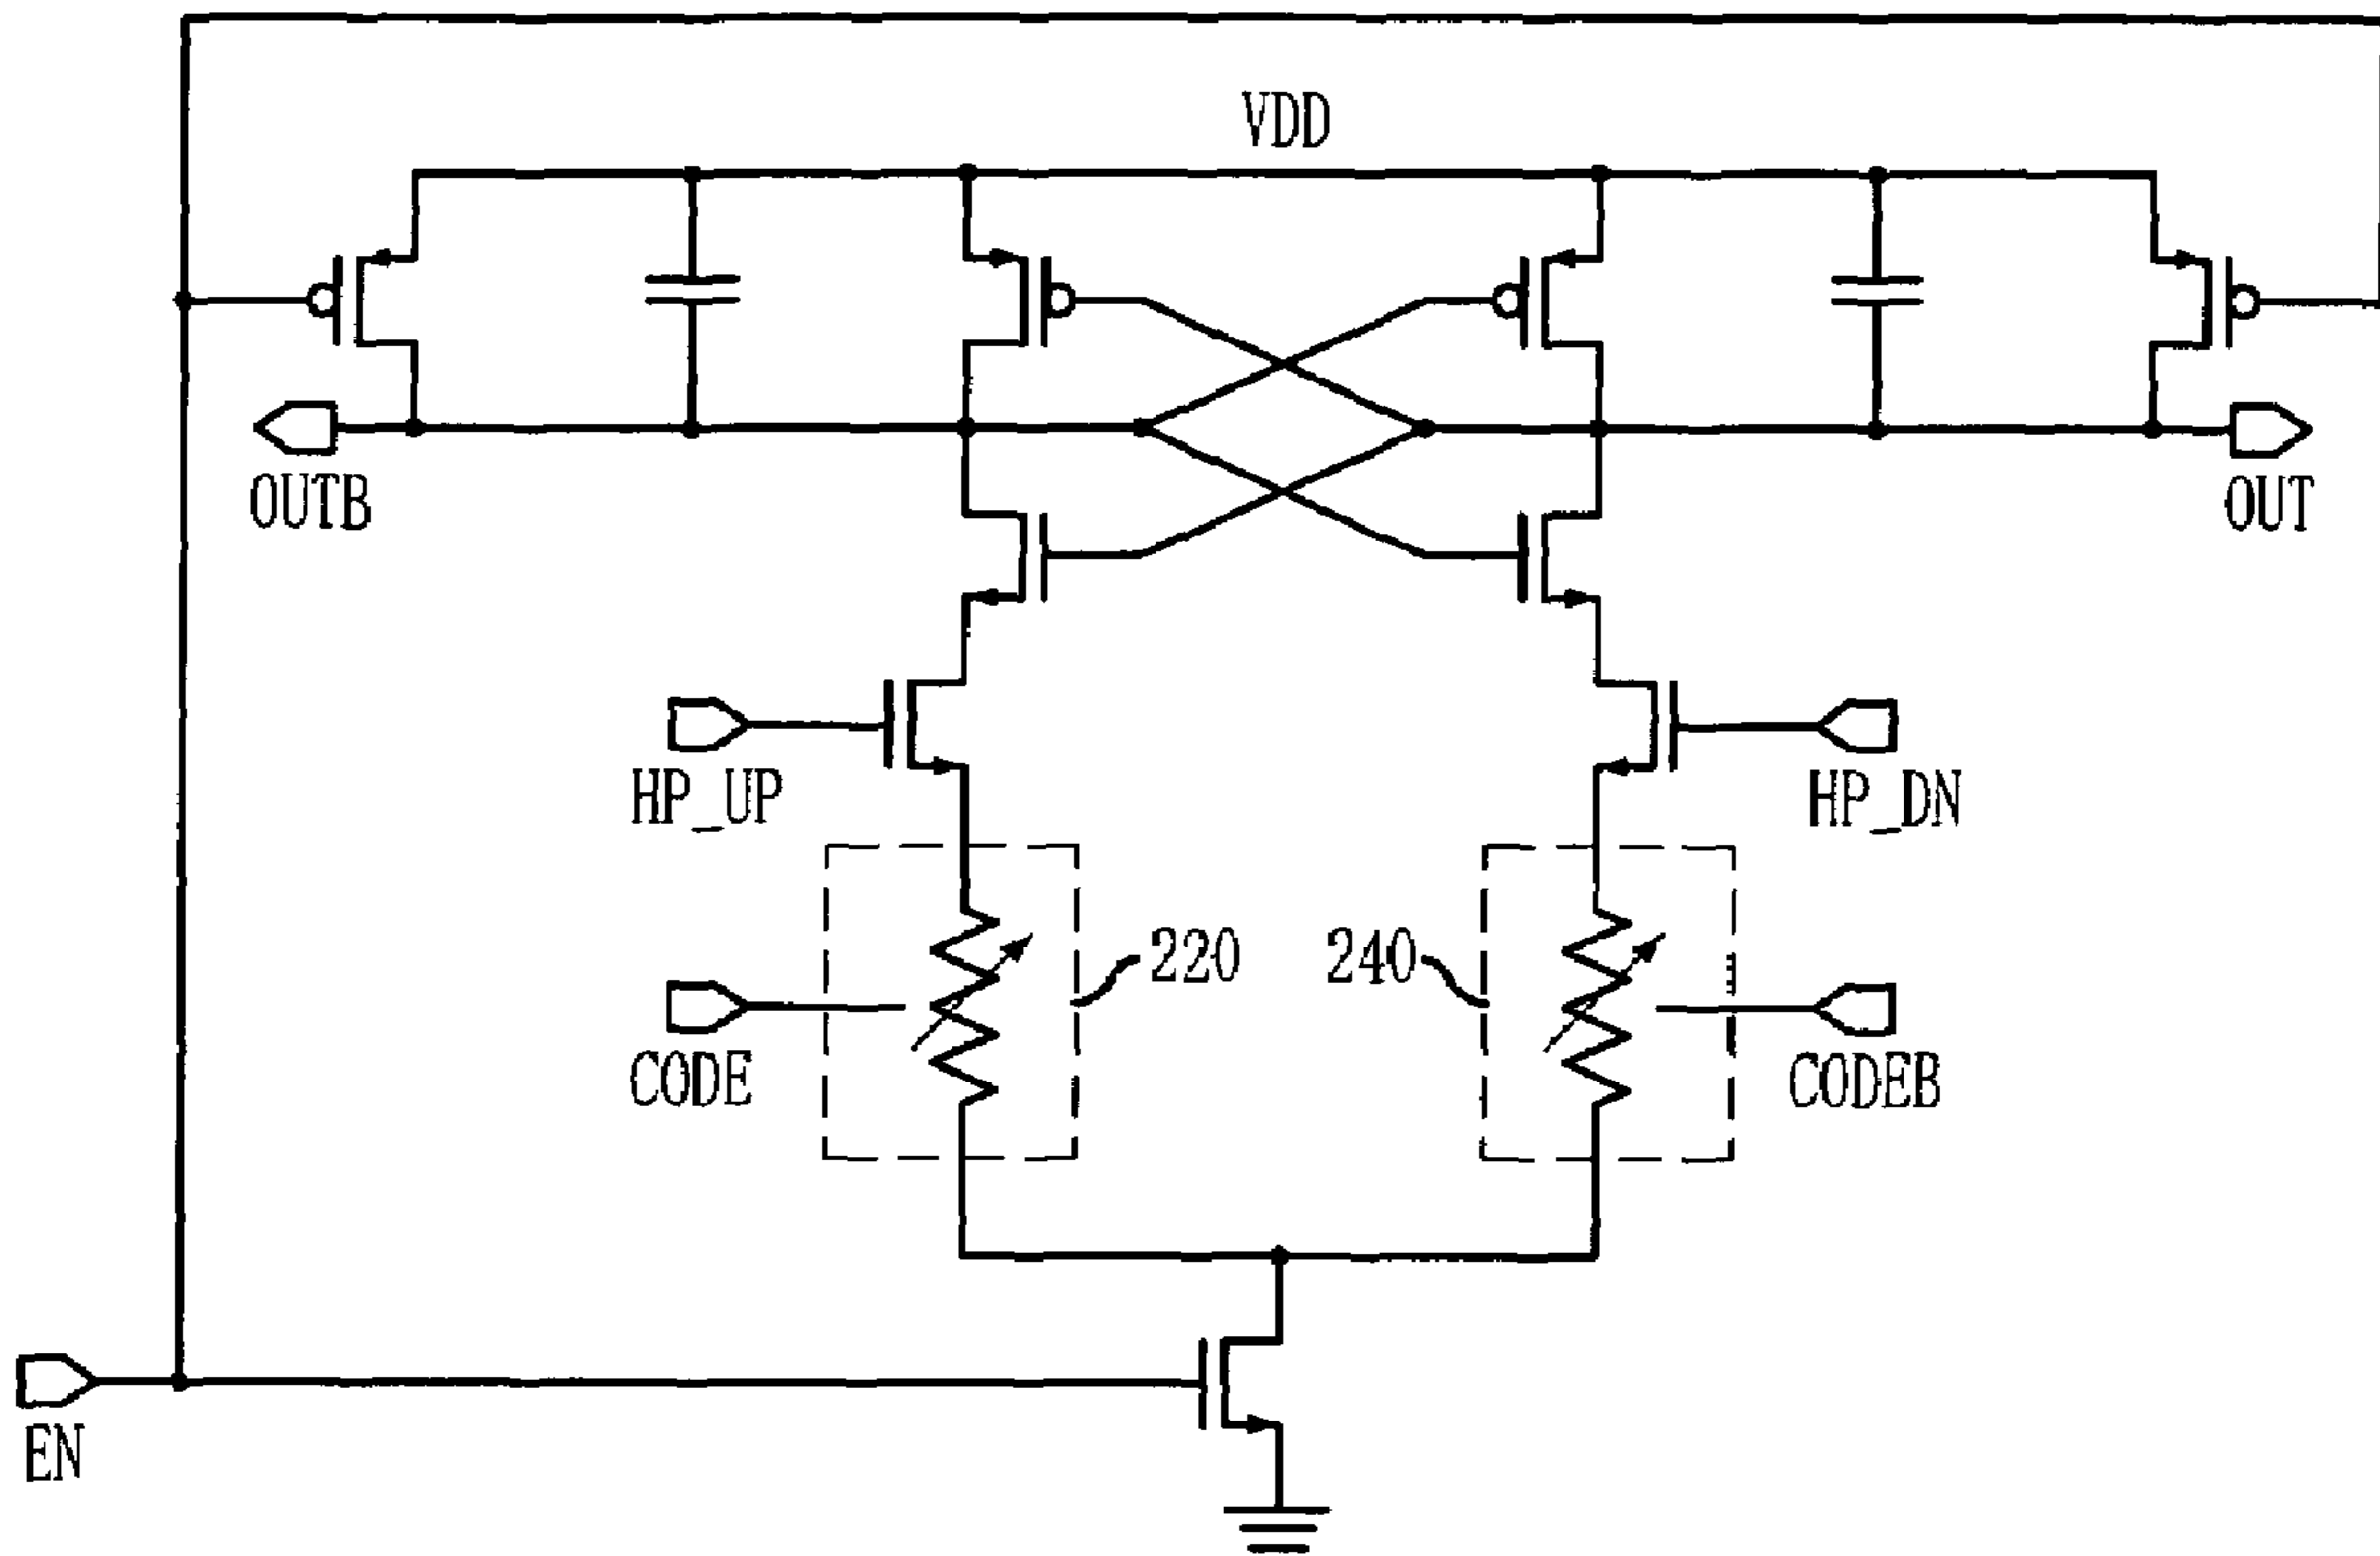 VDD
OUTB
OUT
HP_UP
HP_DN
220
240
CODE
CODEB
EN